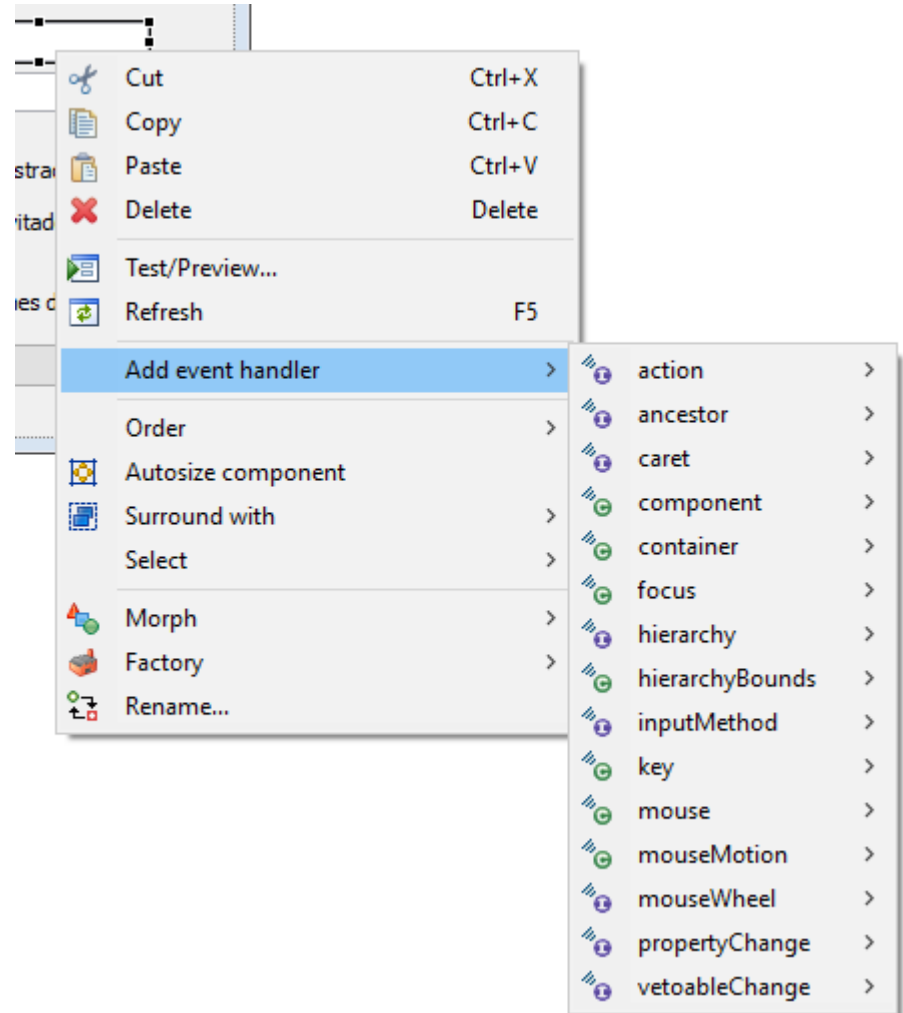 Cut Ctrl+X
Copy Ctrl+C
Paste Ctrl+V
Delete Delete
Test/Preview...
Refresh F5
Add event handler
Order
Autosize component
Surround with
Select
Morph
Factory
Rename...
action
ancestor
caret
component
container
focus
hierarchy
hierarchyBounds
inputMethod
key
mouse
mouseMotion
mouseWheel
propertyChange
vetoableChange